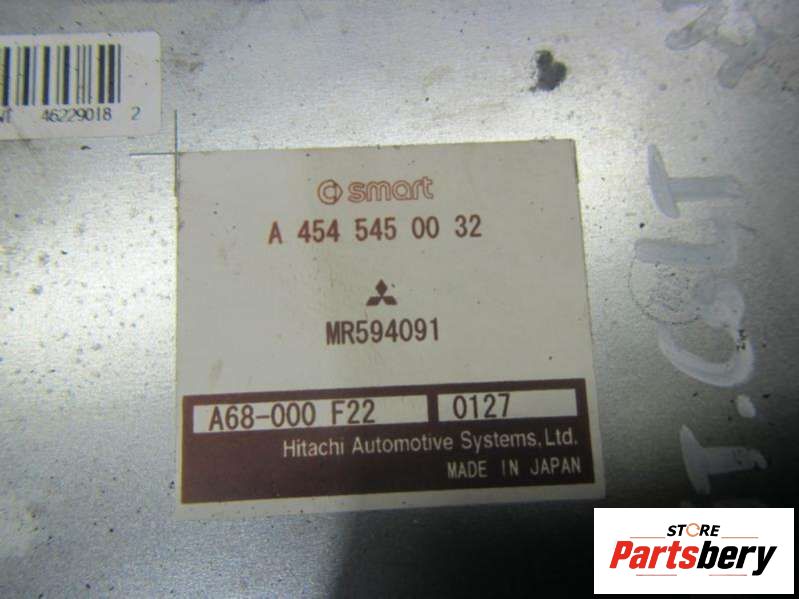 46229018 2
smart
A 454 545 00 32
MR594091
A68-000 F22 0127
Hitachi Automotive Systems, Ltd.
MADE IN JAPAN
COLT
STORE
Partsbery